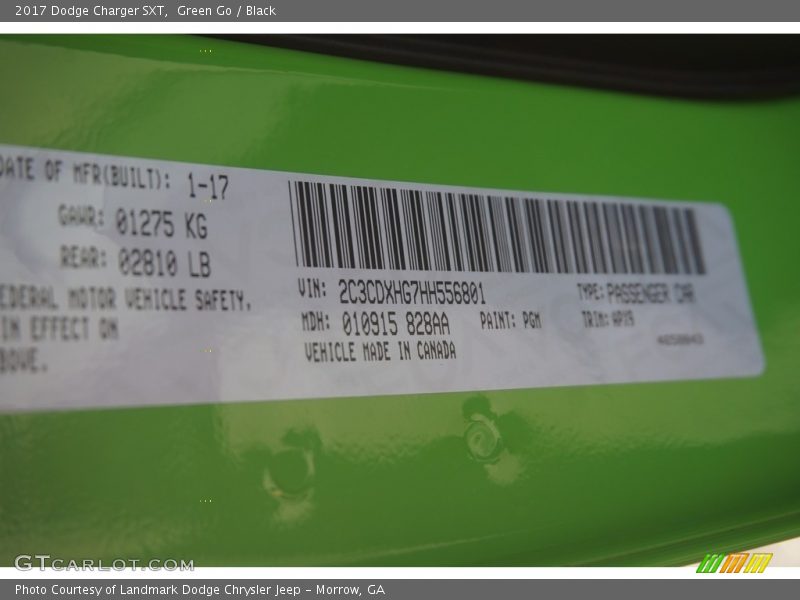 2017 Dodge Charger SXT, Green Go / Black
DATE OF MFR(BUILT): 1-17
GAWR: 01275 KG
REAR: 02810 LB
EDERAL MOTOR VEHICLE SAFETY.
IN EFFECT ON
BOVE.
VIN: 2C3CDXHG7HH556801
TYPE: PASSENGER CAR
MDH: 010915 828AA
PAINT: PGM
TRIM: APX9
VEHICLE MADE IN CANADA
GTCARLOT.COM
Photo Courtesy of Landmark Dodge Chrysler Jeep – Morrow, GA